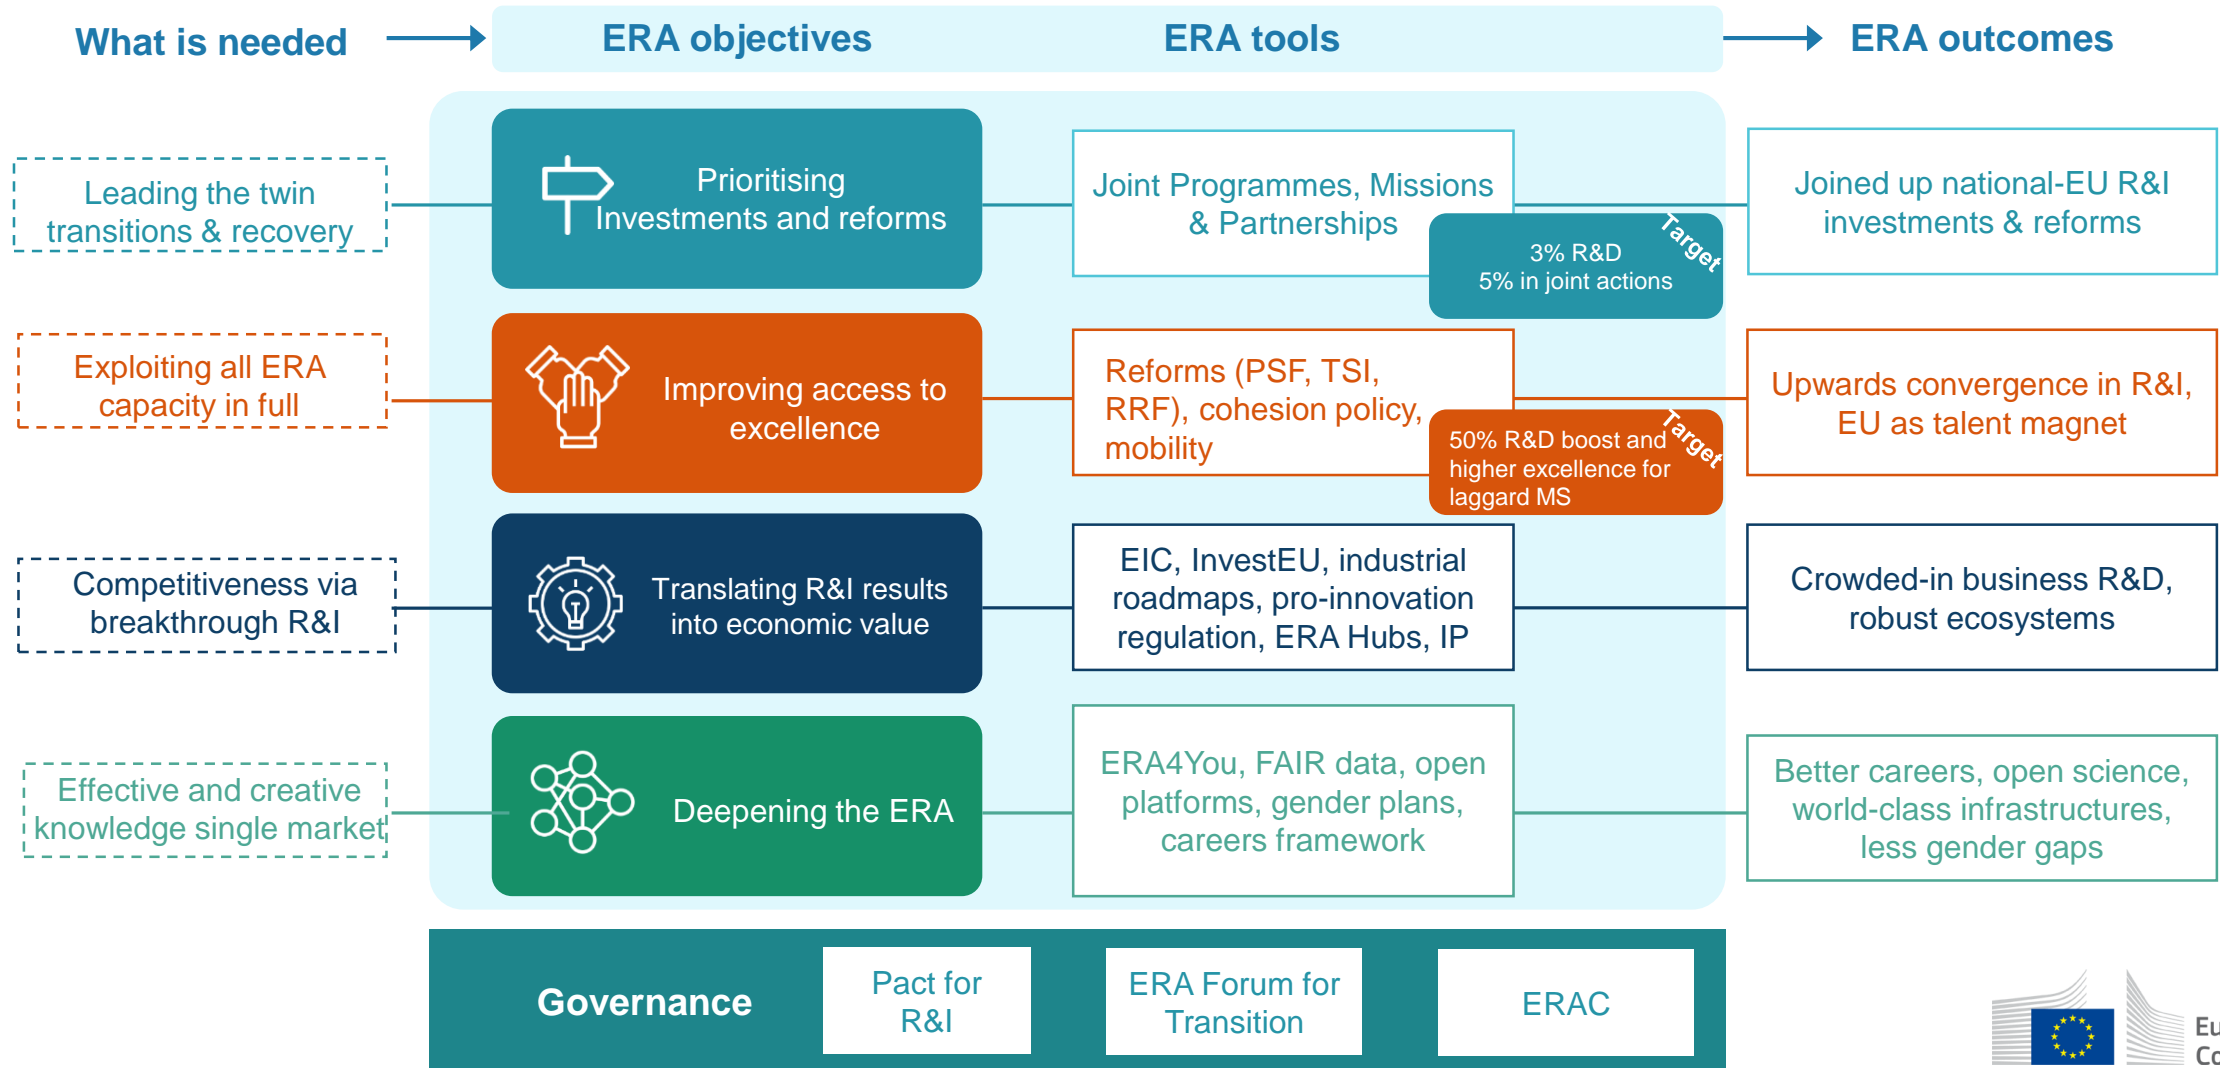 What is needed
ERA objectives
ERA tools
ERA outcomes
Leading the twin
transitions & recovery
Prioritising
Investments and reforms
Joint Programmes, Missions
& Partnerships
Target
3% R&D
5% in joint actions
Joined up national-EU R&I
investments & reforms
Exploiting all ERA
capacity in full
Improving access to
excellence
Reforms (PSF, TSI,
RRF), cohesion policy,
mobility
Target
50% R&D boost and
higher excellence for
laggard MS
Upwards convergence in R&I,
EU as talent magnet
Competitiveness via
breakthrough R&I
Translating R&I results
into economic value
EIC, InvestEU, industrial
roadmaps, pro-innovation
regulation, ERA Hubs, IP
Crowded-in business R&D,
robust ecosystems
Effective and creative
knowledge single market
Deepening the ERA
ERA4You, FAIR data, open
platforms, gender plans,
careers framework
Better careers, open science,
world-class infrastructures,
less gender gaps
Governance
Pact for
R&I
ERA Forum for
Transition
ERAC